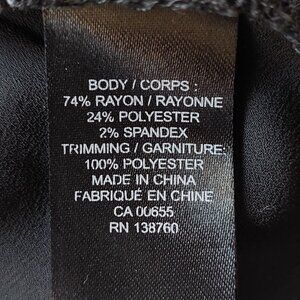 BODY / CORPS :
74% RAYON / RAYONNE
24% POLYESTER
2% SPANDEX
TRIMMING / GARNITURE:
100% POLYESTER
MADE IN CHINA
FABRIQUÉ EN CHINE
CA 00655
RN 138760